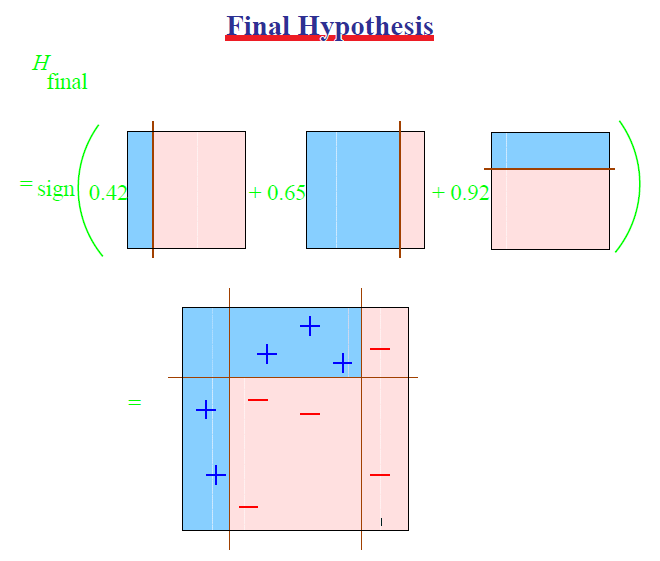 Final Hypothesis
H
final
= sign ( 0.42 + 0.65 + 0.92 )
=
+ + + −
+ − −
+ −
−